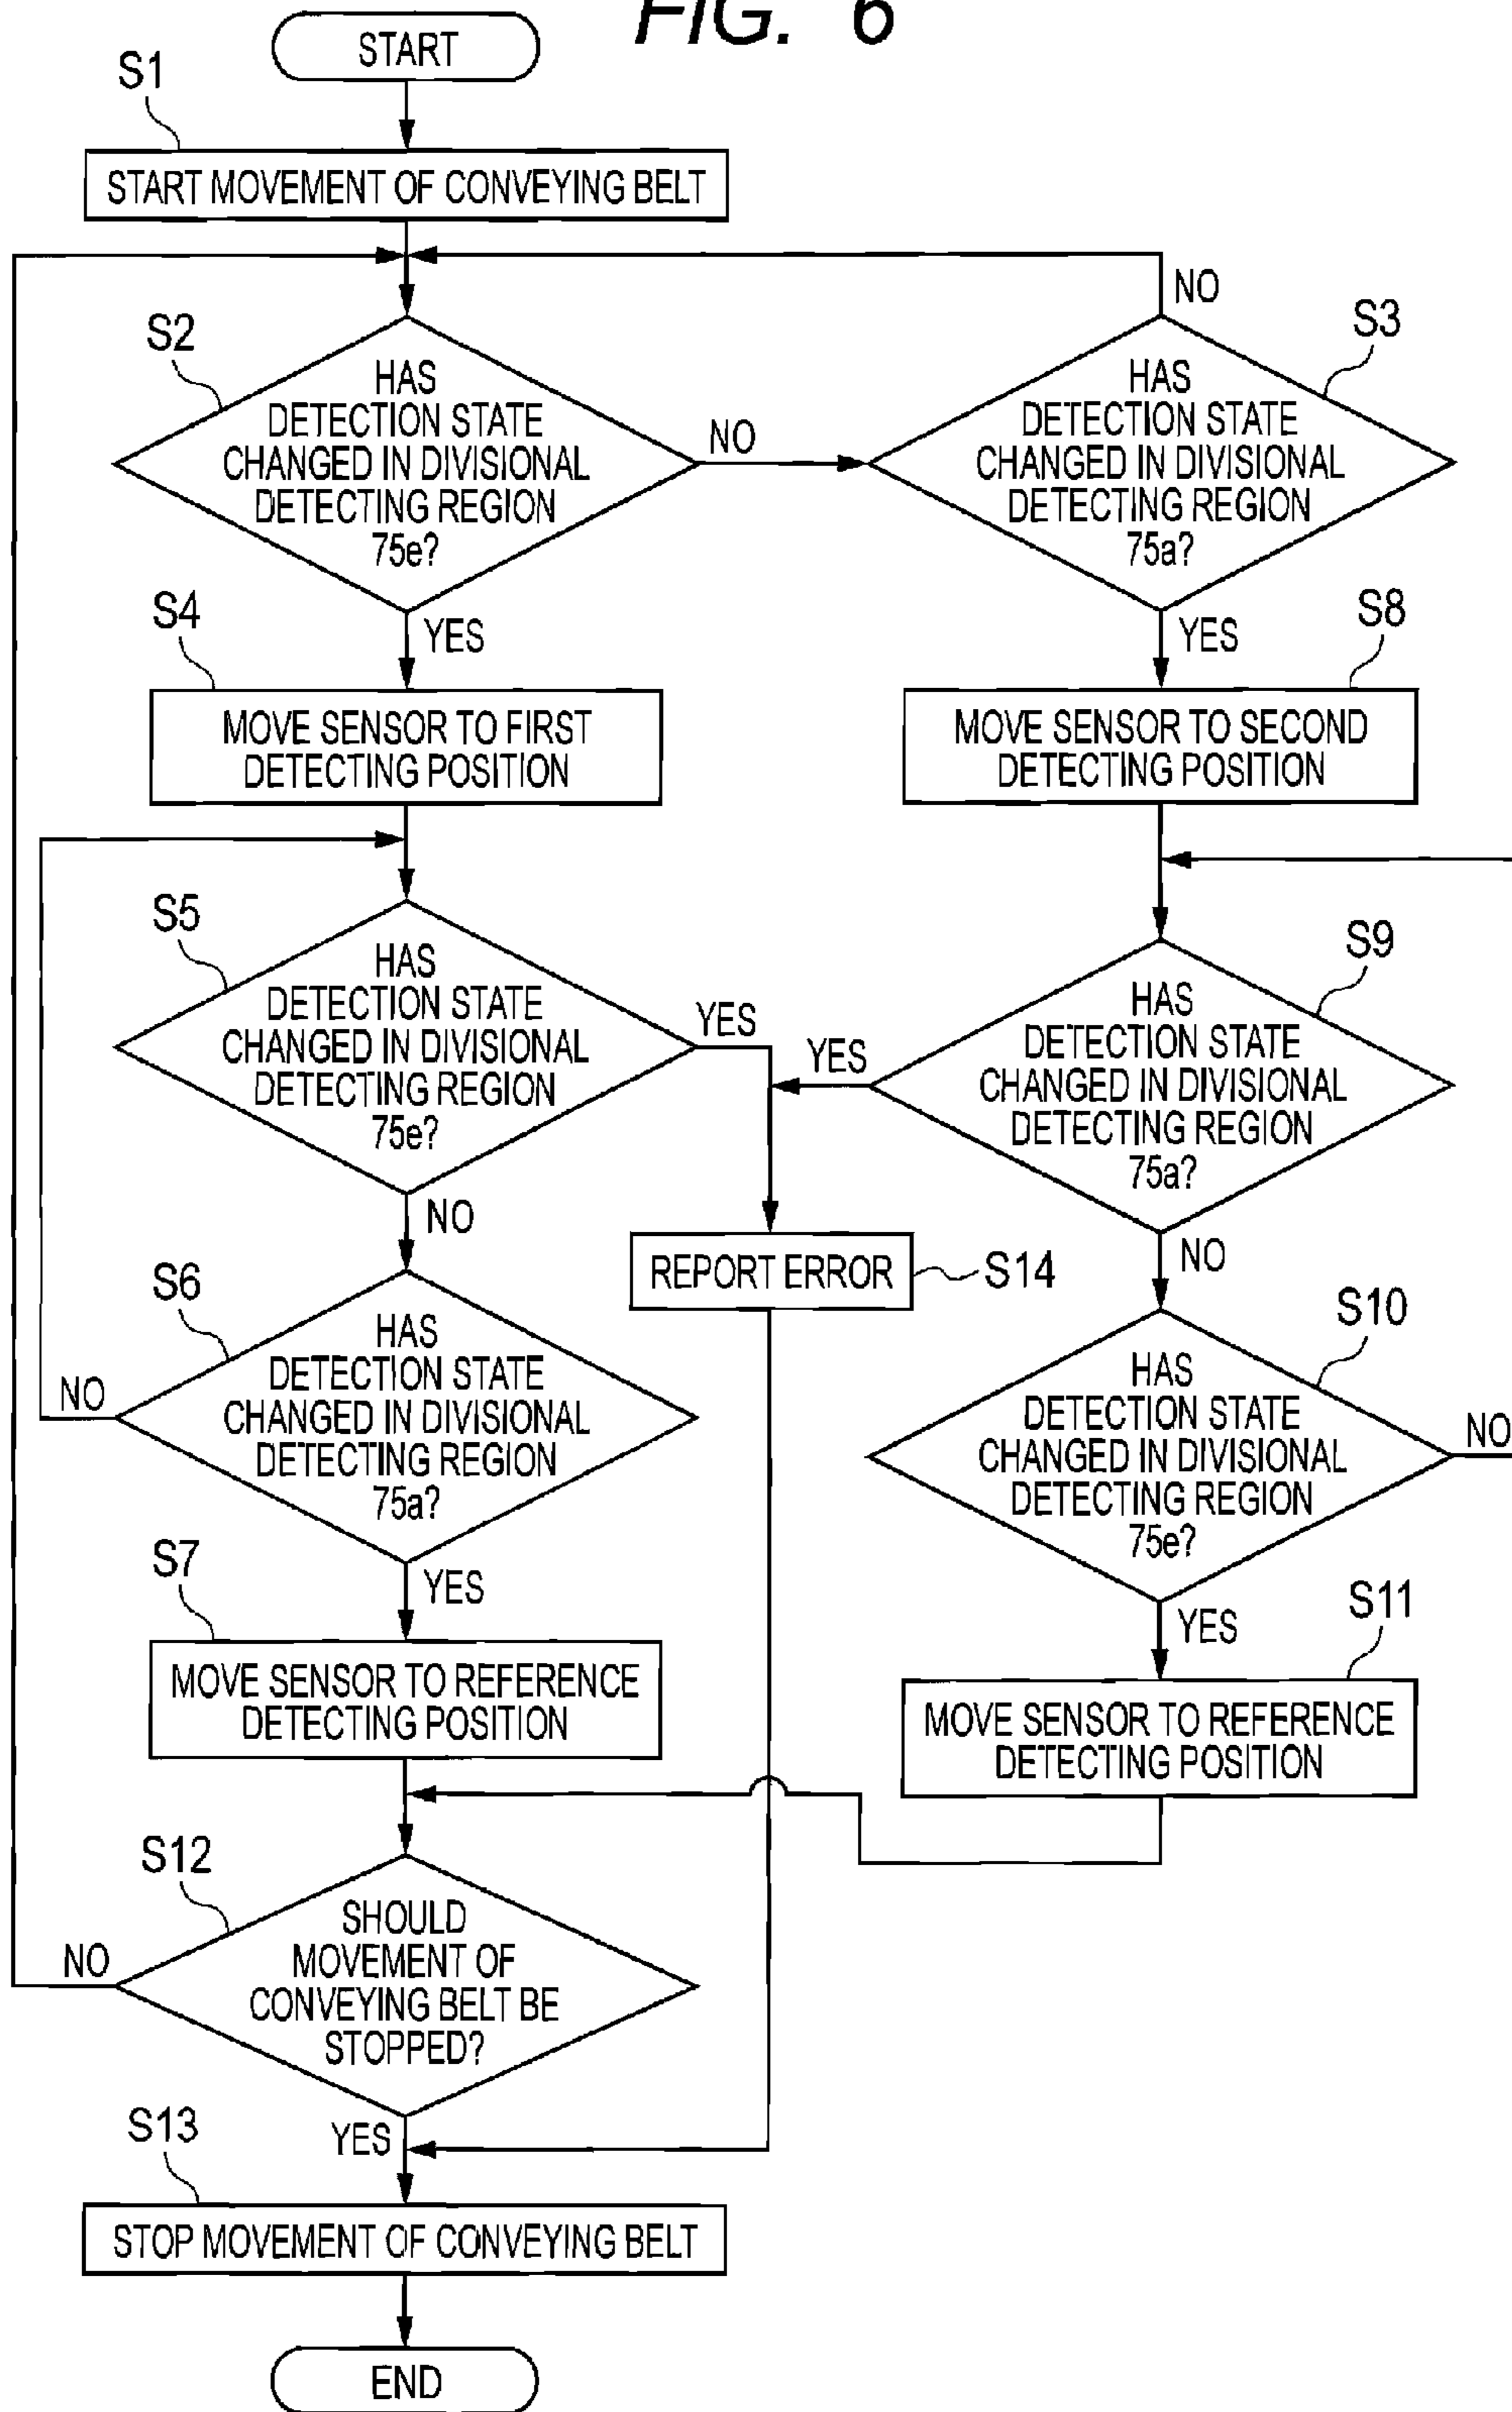 FIG. 6
START
S1
START MOVEMENT OF CONVEYING BELT
S2
HAS
DETECTION STATE
CHANGED IN DIVISIONAL
DETECTING REGION
75e?
NO
YES
S3
HAS
DETECTION STATE
CHANGED IN DIVISIONAL
DETECTING REGION
75a?
NO
YES
S4
MOVE SENSOR TO FIRST
DETECTING POSITION
S8
MOVE SENSOR TO SECOND
DETECTING POSITION
S5
HAS
DETECTION STATE
CHANGED IN DIVISIONAL
DETECTING REGION
75e?
YES
NO
S9
HAS
DETECTION STATE
CHANGED IN DIVISIONAL
DETECTING REGION
75a?
YES
NO
REPORT ERROR
S14
S6
HAS
DETECTION STATE
CHANGED IN DIVISIONAL
DETECTING REGION
75a?
NO
YES
S10
HAS
DETECTION STATE
CHANGED IN DIVISIONAL
DETECTING REGION
75e?
NO
YES
S7
MOVE SENSOR TO REFERENCE
DETECTING POSITION
S11
MOVE SENSOR TO REFERENCE
DETECTING POSITION
S12
SHOULD
MOVEMENT OF
CONVEYING BELT BE
STOPPED?
NO
YES
S13
STOP MOVEMENT OF CONVEYING BELT
END